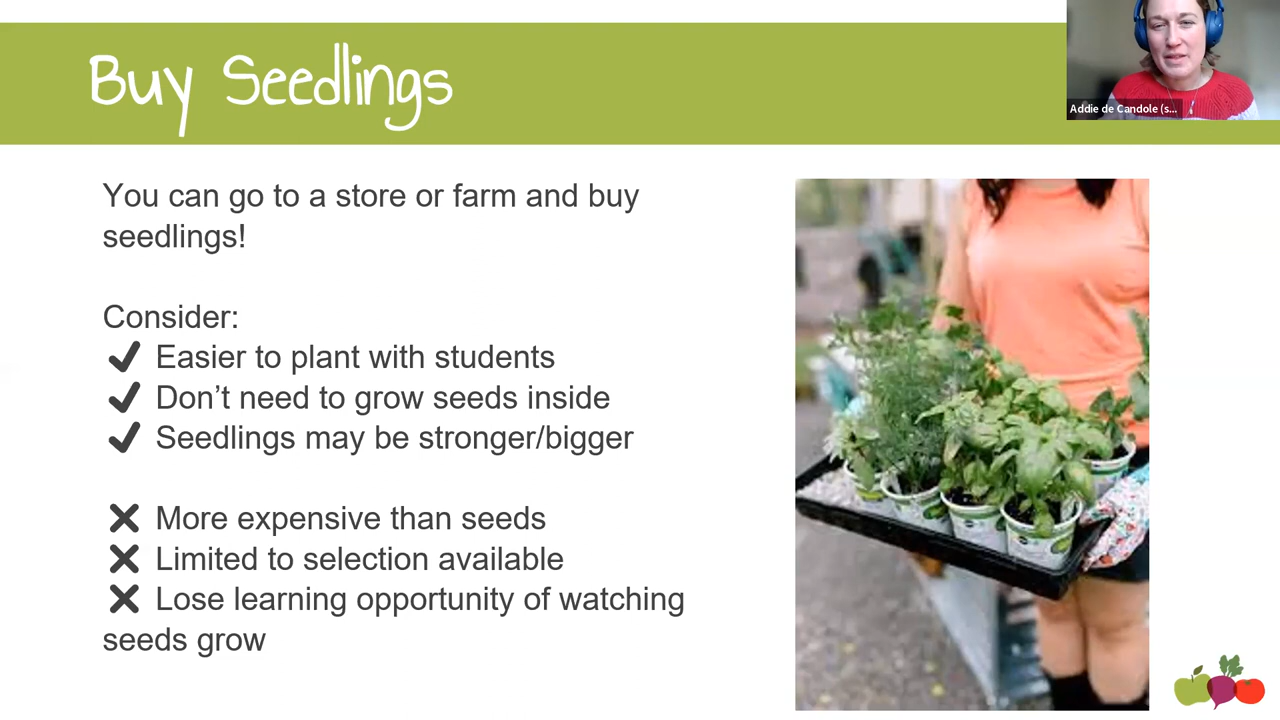 Buy Seedlings
Addie de Candole (s...
You can go to a store or farm and buy
seedlings!
Consider:
✔ Easier to plant with students
✔ Don’t need to grow seeds inside
✔ Seedlings may be stronger/bigger
✖ More expensive than seeds
✖ Limited to selection available
✖ Lose learning opportunity of watching
seeds grow